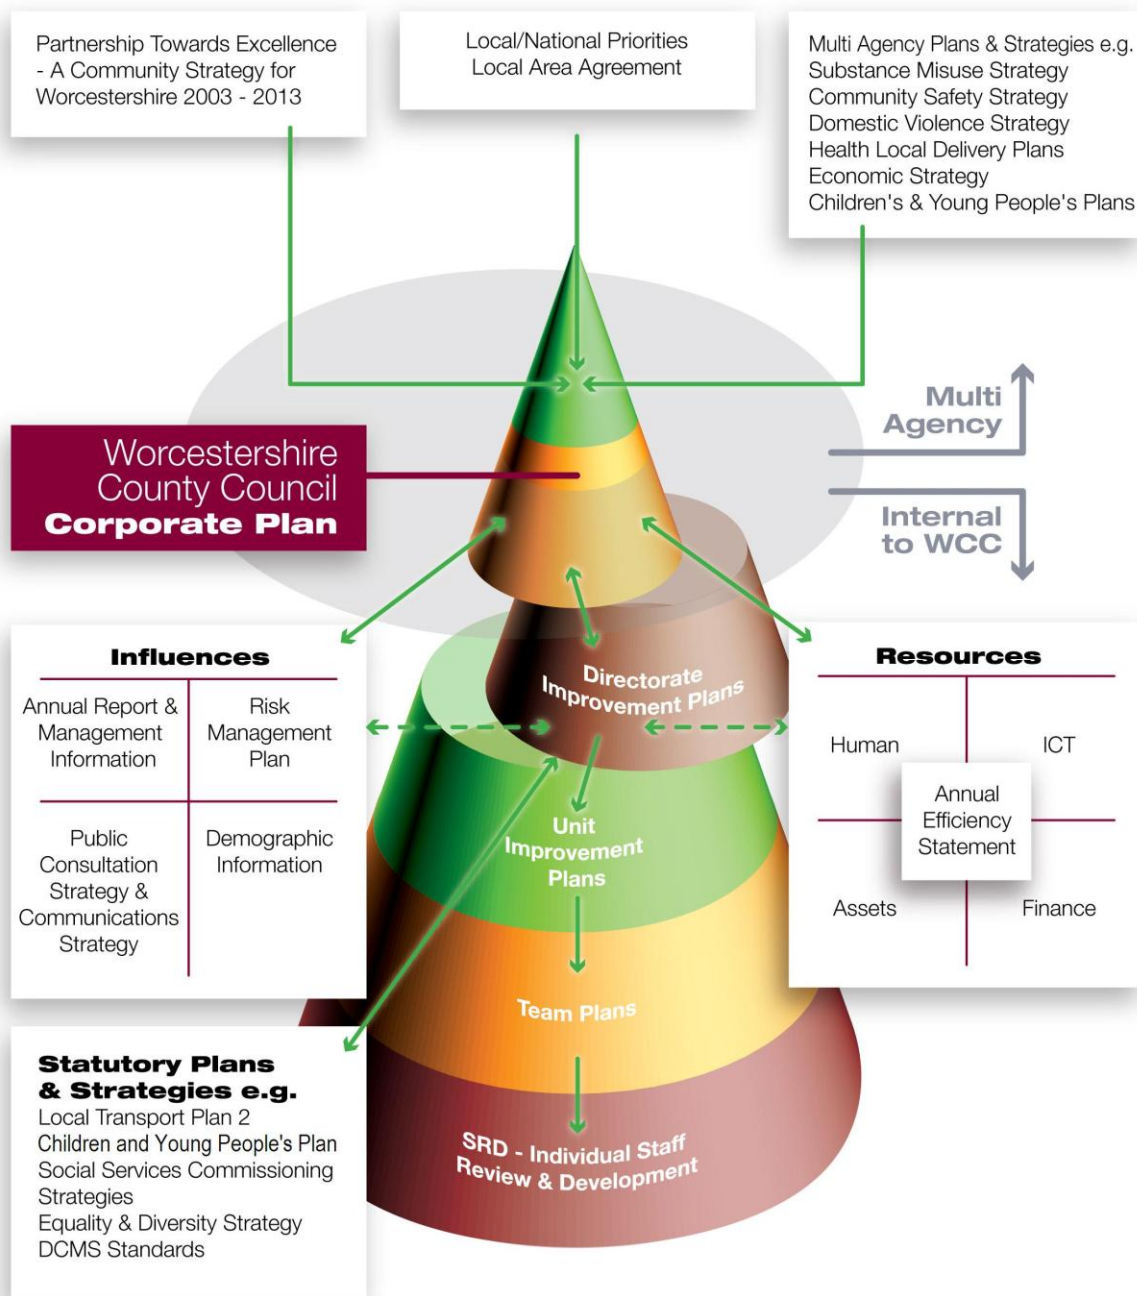 Partnership Towards Excellence
- A Community Strategy for
Worcestershire 2003 - 2013
Local/National Priorities
Local Area Agreement
Multi Agency Plans & Strategies e.g.
Substance Misuse Strategy
Community Safety Strategy
Domestic Violence Strategy
Health Local Delivery Plans
Economic Strategy
Children's & Young People's Plans
Worcestershire
County Council
Corporate Plan
Multi
Agency
Internal
to WCC
Influences
Annual Report &
Management
Information
Risk
Management
Plan
Public
Consultation
Strategy &
Communications
Strategy
Demographic
Information
Directorate
Improvement Plans
Unit
Improvement
Plans
Team Plans
SRD - Individual Staff
Review & Development
Resources
Human
ICT
Annual
Efficiency
Statement
Assets
Finance
Statutory Plans
& Strategies e.g.
Local Transport Plan 2
Children and Young People's Plan
Social Services Commissioning
Strategies
Equality & Diversity Strategy
DCMS Standards